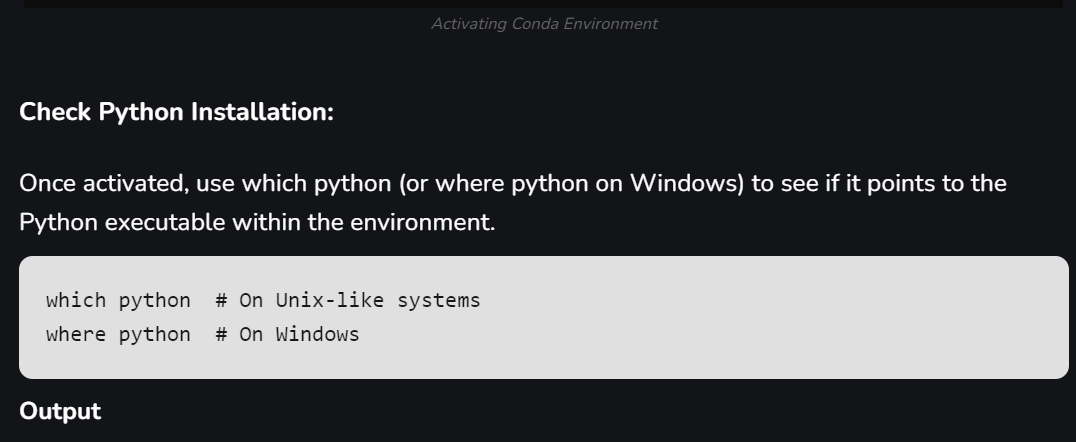 Activating Conda Environment
Check Python Installation:
Once activated, use which python (or where python on Windows) to see if it points to the
Python executable within the environment.
which python  # On Unix-like systems
where python  # On Windows
Output